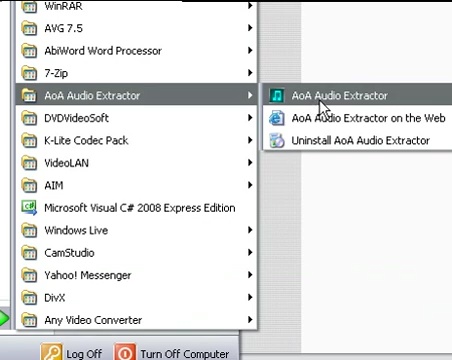 WinRAR
AVG 7.5
AbiWord Word Processor
7-Zip
AoA Audio Extractor
AoA Audio Extractor
DVDVideoSoft
AoA Audio Extractor on the Web
K-Lite Codec Pack
Uninstall AoA Audio Extractor
VideoLAN
AIM
Microsoft Visual C# 2008 Express Edition
Windows Live
CamStudio
Yahoo! Messenger
DivX
Any Video Converter
Log Off
Turn Off Computer